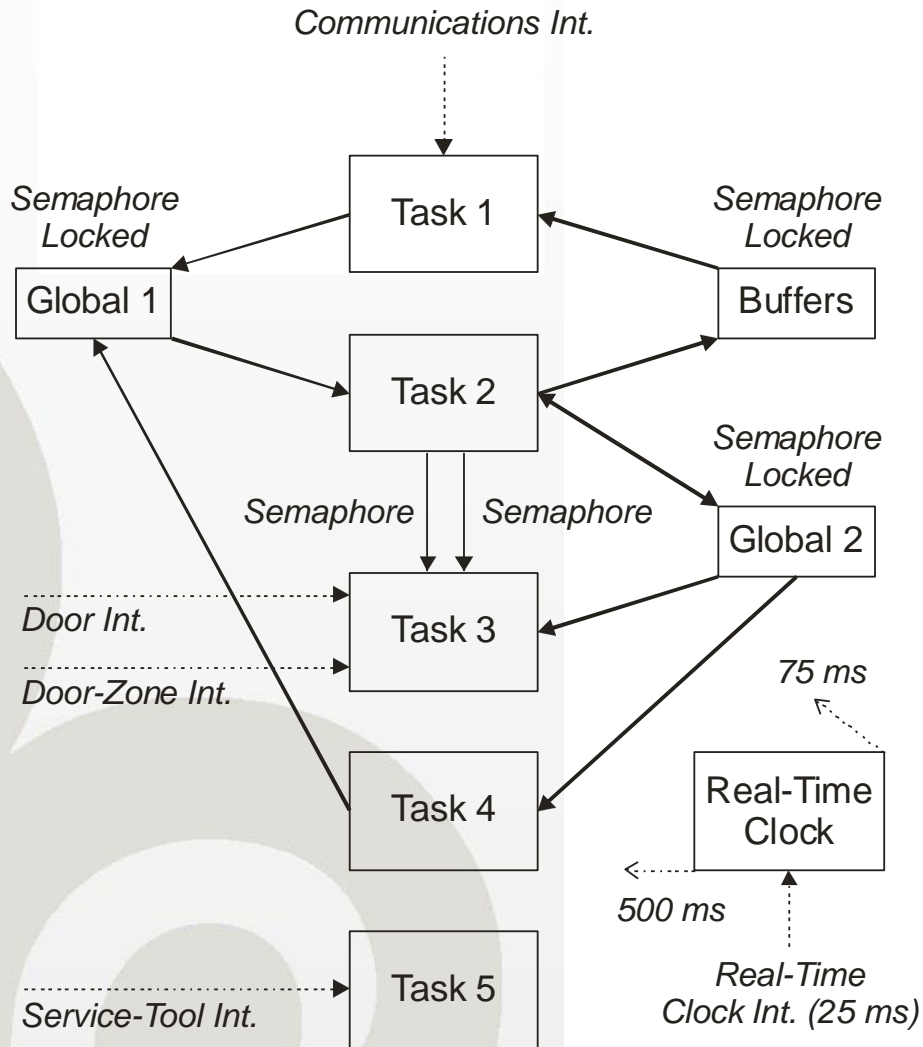 Communications Int.
Semaphore
Locked
Task 1
Semaphore
Locked
Global 1
Buffers
Task 2
Semaphore
Locked
Semaphore
Semaphore
Global 2
Door Int.
Task 3
Door-Zone Int.
75 ms
Task 4
Real-Time
Clock
500 ms
Task 5
Service-Tool Int.
Real-Time
Clock Int. (25 ms)